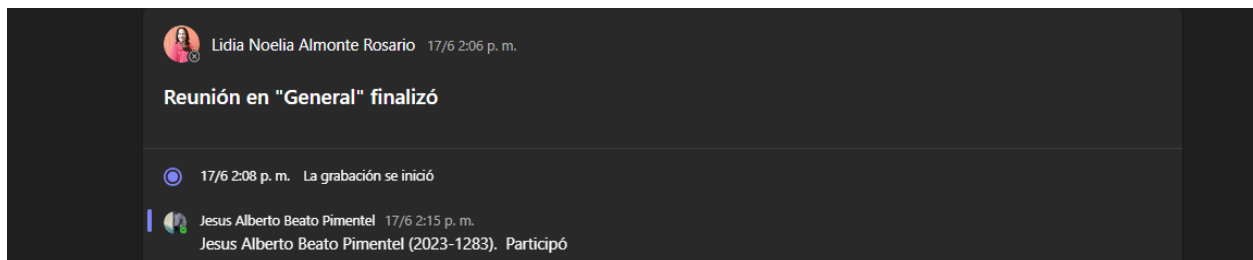 Lidia Noelia Almonte Rosario 17/6 2:06 p. m.
Reunión en "General" finalizó
17/6 2:08 p. m. La grabación se inició
Jesus Alberto Beato Pimentel 17/6 2:15 p. m.
Jesus Alberto Beato Pimentel (2023-1283). Participó